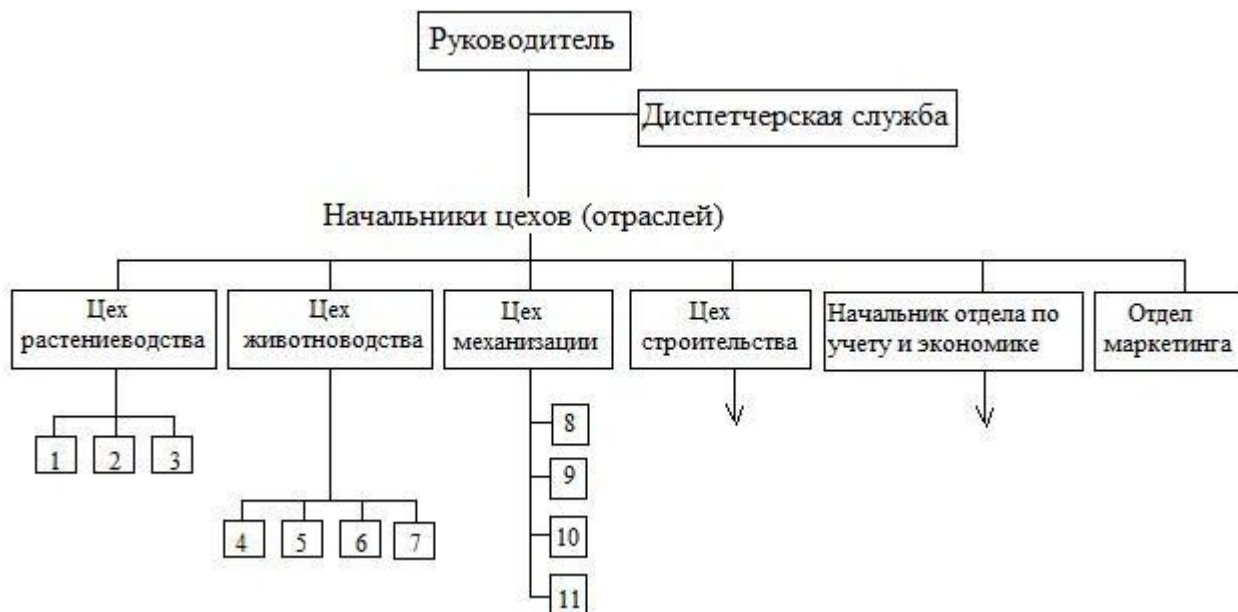 Руководитель
Диспетчерская служба
Начальники цехов (отраслей)
Цех
растениеводства
Цех
животноводства
Цех
механизации
Цех
строительства
Начальник отдела по
учету и экономике
Отдел
маркетинга
1 2 3
4 5 6 7
8
9
10
11